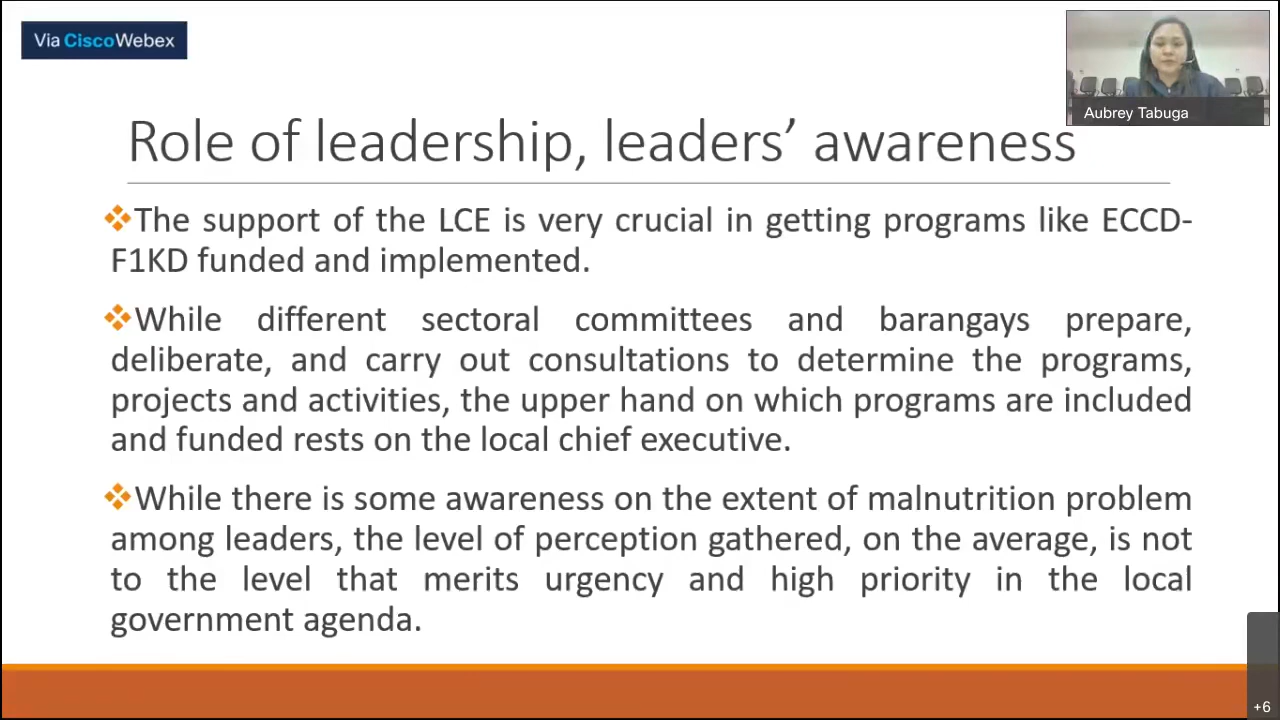 Via CiscoWebex
Aubrey Tabuga
Role of leadership, leaders’ awareness
The support of the LCE is very crucial in getting programs like ECCD-
F1KD funded and implemented.
While different sectoral committees and barangays prepare,
deliberate, and carry out consultations to determine the programs,
projects and activities, the upper hand on which programs are included
and funded rests on the local chief executive.
While there is some awareness on the extent of malnutrition problem
among leaders, the level of perception gathered, on the average, is not
to the level that merits urgency and high priority in the local
government agenda.
+6